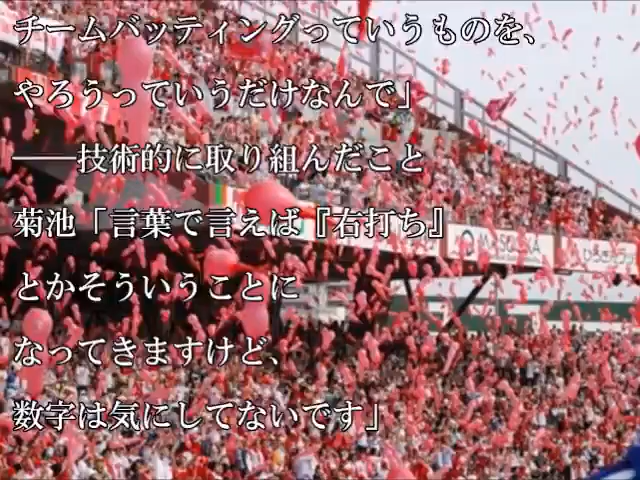 チームバッティングっていうものを、
やろうっていうだけなんで」
――技術的に取り組んだこと
菊池「言葉で言えば『右打ち』
とかそういうことに
なってきますけど、
数字は気にしてないです」